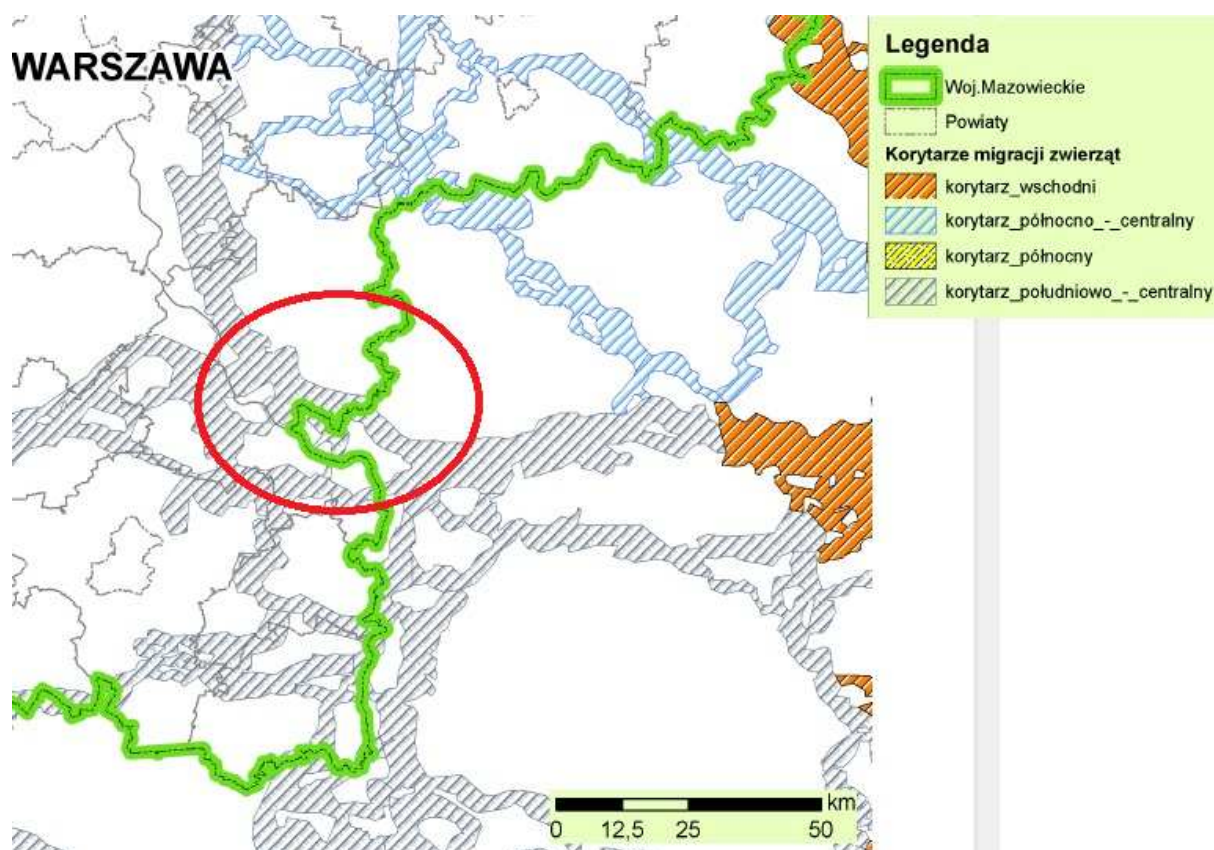 WARSZAWA
Legenda
Woj.Mazowieckie
Powiaty
Korytarze migracji zwierząt
korytarz_wschodni
korytarz_północno_-_centralny
korytarz_północny
korytarz_południowo_-_centralny
km
0 12,5 25 50